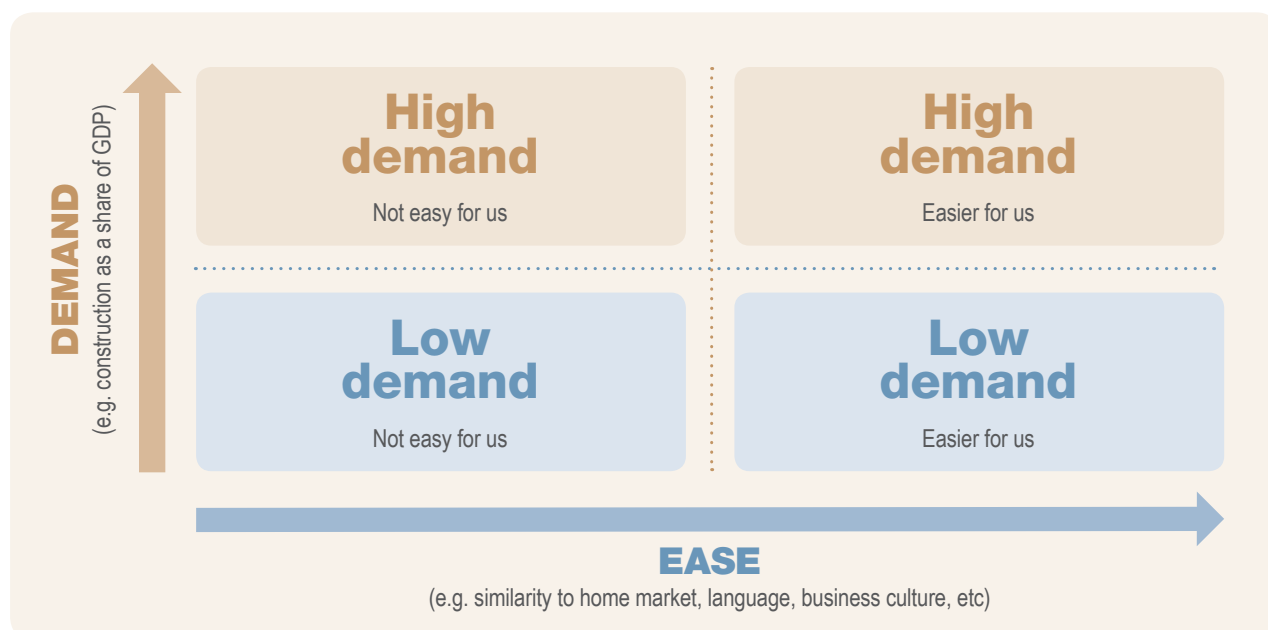 DEMAND
(e.g. construction as a share of GDP)
High
demand
Not easy for us
High
demand
Easier for us
Low
demand
Not easy for us
Low
demand
Easier for us
EASE
(e.g. similarity to home market, language, business culture, etc)